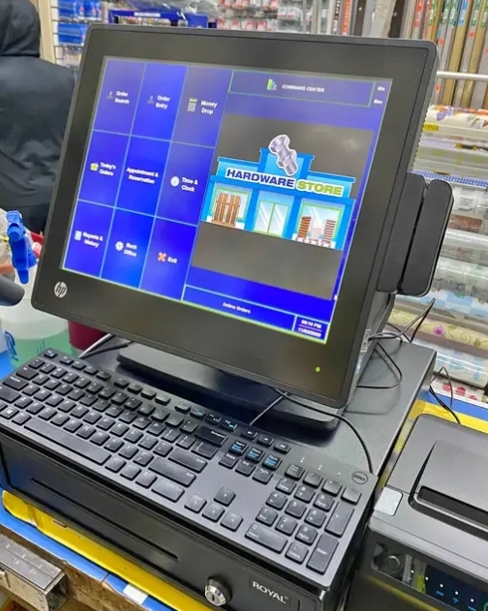 COMMAND CENTER
Order
Search
Order
Entry
Money
Drop
Today's
Orders
Appointment &
Reservation
Time &
Clock
Reports &
History
Back
Office
Exit
HARDWARE STORE
Online Orders
hp
DELL
ROYAL